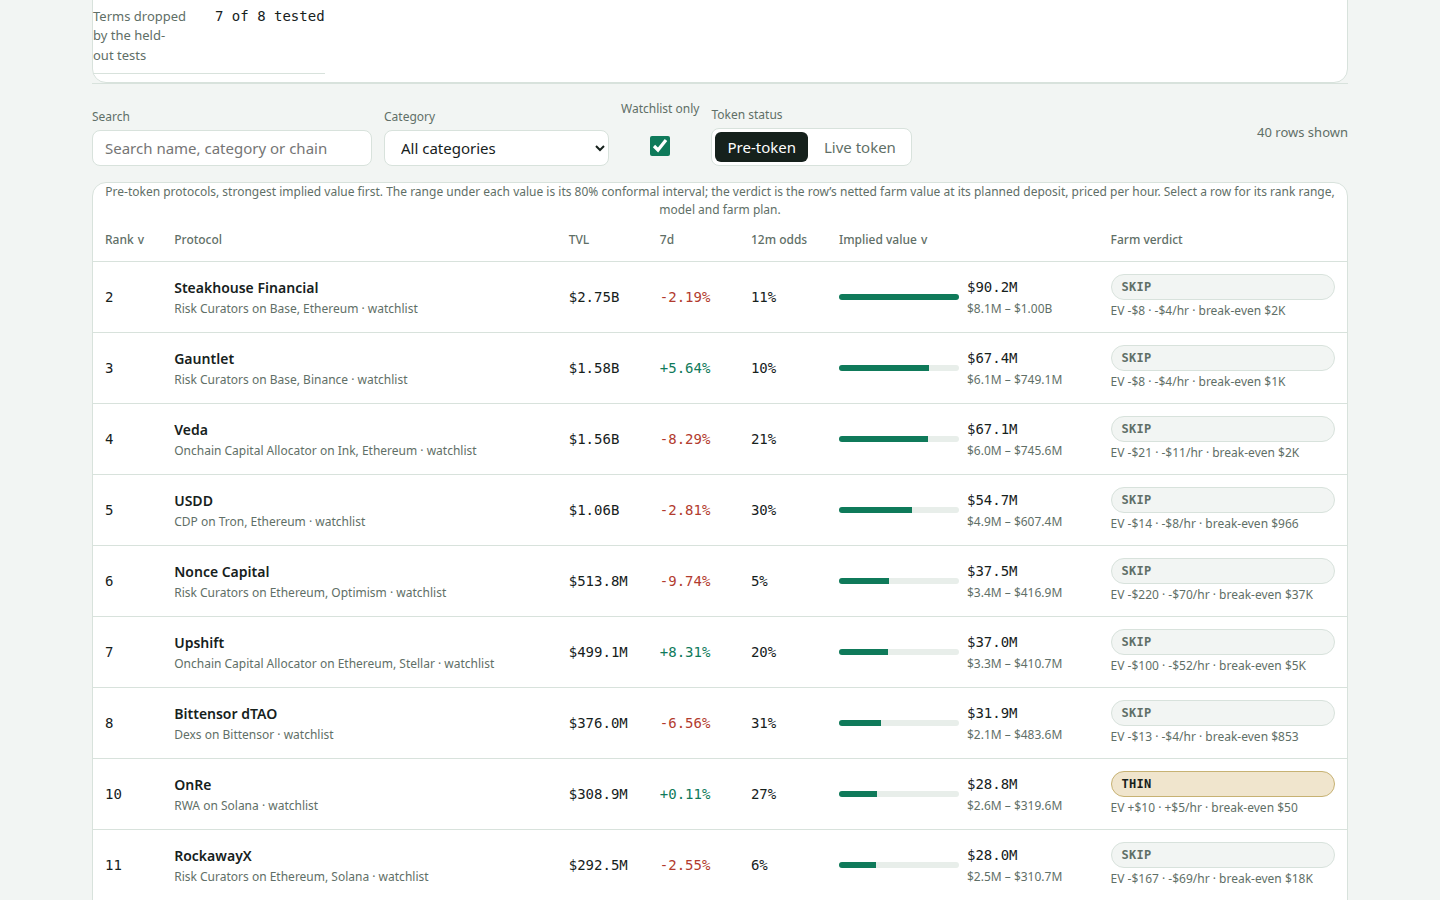 Terms dropped by the held-out tests 7 of 8 tested
Search
Category
Watchlist only
Token status
Search name, category or chain
All categories
Pre-token
Live token
40 rows shown
Pre-token protocols, strongest implied value first. The range under each value is its 80% conformal interval; the verdict is the row's netted farm value at its planned deposit, priced per hour. Select a row for its rank range,
model and farm plan.
Rank v Protocol TVL 7d 12m odds Implied value v Farm verdict
2 Steakhouse Financial $2.75B -2.19% 11% $90.2M SKIP
Risk Curators on Base, Ethereum · watchlist $8.1M – $1.00B EV -$8 · -$4/hr · break-even $2K
3 Gauntlet $1.58B +5.64% 10% $67.4M SKIP
Risk Curators on Base, Binance · watchlist $6.1M – $749.1M EV -$8 · -$4/hr · break-even $1K
4 Veda $1.56B -8.29% 21% $67.1M SKIP
Onchain Capital Allocator on Ink, Ethereum · watchlist $6.0M – $745.6M EV -$21 · -$11/hr · break-even $2K
5 USDD $1.06B -2.81% 30% $54.7M SKIP
CDP on Tron, Ethereum · watchlist $4.9M – $607.4M EV -$14 · -$8/hr · break-even $966
6 Nonce Capital $513.8M -9.74% 5% $37.5M SKIP
Risk Curators on Ethereum, Optimism · watchlist $3.4M – $416.9M EV -$220 · -$70/hr · break-even $37K
7 Upshift $499.1M +8.31% 20% $37.0M SKIP
Onchain Capital Allocator on Ethereum, Stellar · watchlist $3.3M – $410.7M EV -$100 · -$52/hr · break-even $5K
8 Bittensor dTAO $376.0M -6.56% 31% $31.9M SKIP
Dexs on Bittensor · watchlist $2.1M – $483.6M EV -$13 · -$4/hr · break-even $853
10 OnRe $308.9M +0.11% 27% $28.8M THIN
RWA on Solana · watchlist $2.6M – $319.6M EV +$10 · +$5/hr · break-even $50
11 RockawayX $292.5M -2.55% 6% $28.0M SKIP
Risk Curators on Ethereum, Solana · watchlist $2.5M – $310.7M EV -$167 · -$69/hr · break-even $18K